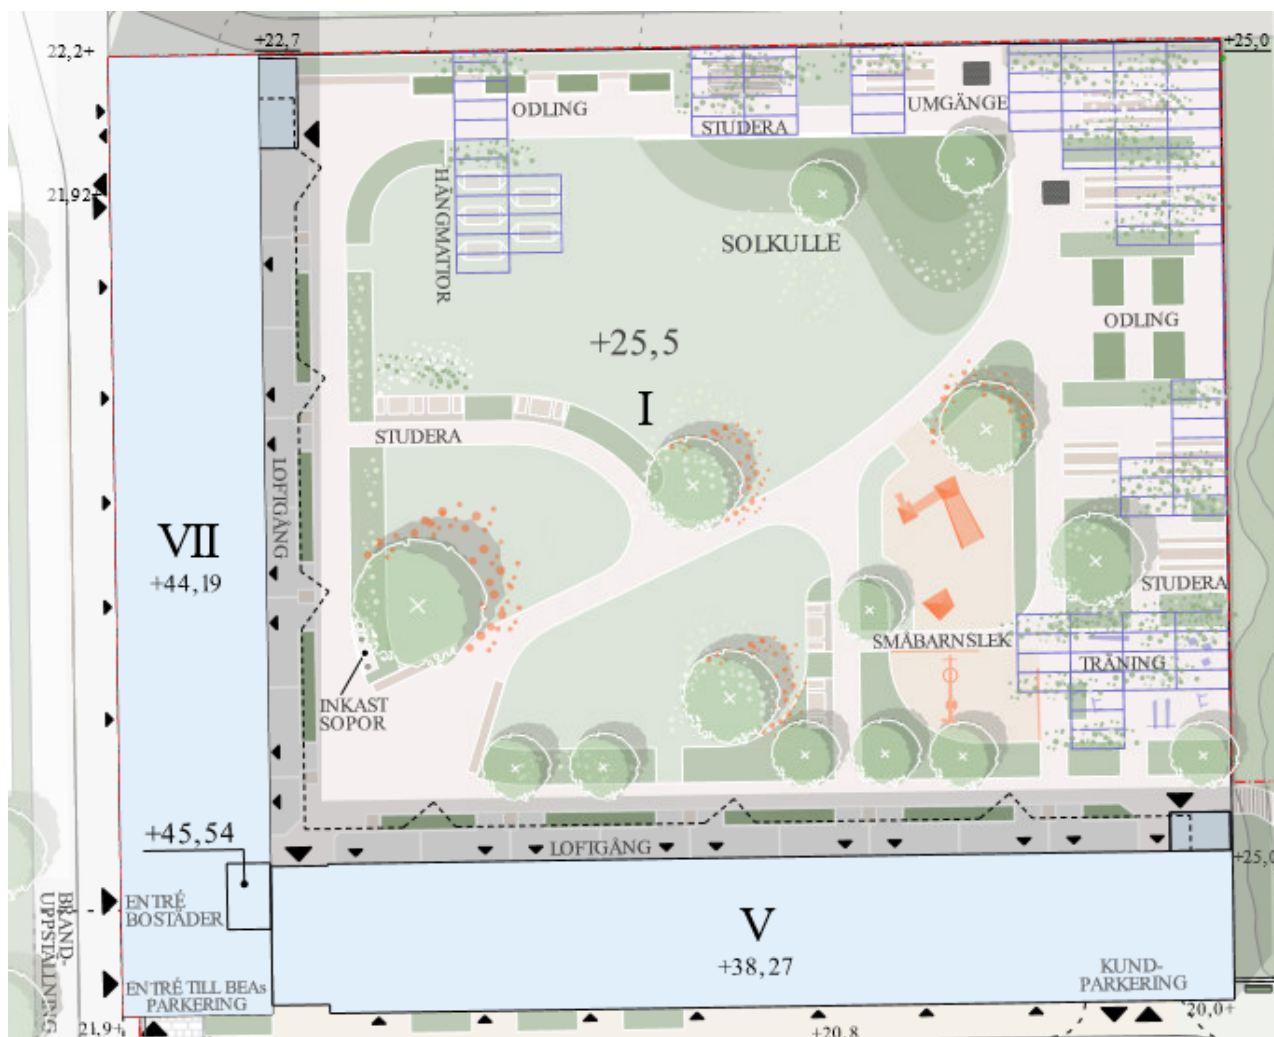 +22,7
+25,0
22,2+
ODLING
STUDERA
UMGÄNGE
21,92+
HÄNGMATTOR
SOLKULLE
ODLING
+25,5
I
STUDERA
LOFTGÅNG
VII
+44,19
STUDERA
SMÅBARNSLEK
TRÄNING
INKAST
SOPOR
+45,54
LOFTGÅNG
+25,0
ENTRÉ
BOSTÄDER
BRAND-
UPPSTÄLLNING
V
+38,27
KUND-
PARKERING
ENTRÉ TILL BEAs
PARKERING
20,0+
21,9+
+20,8